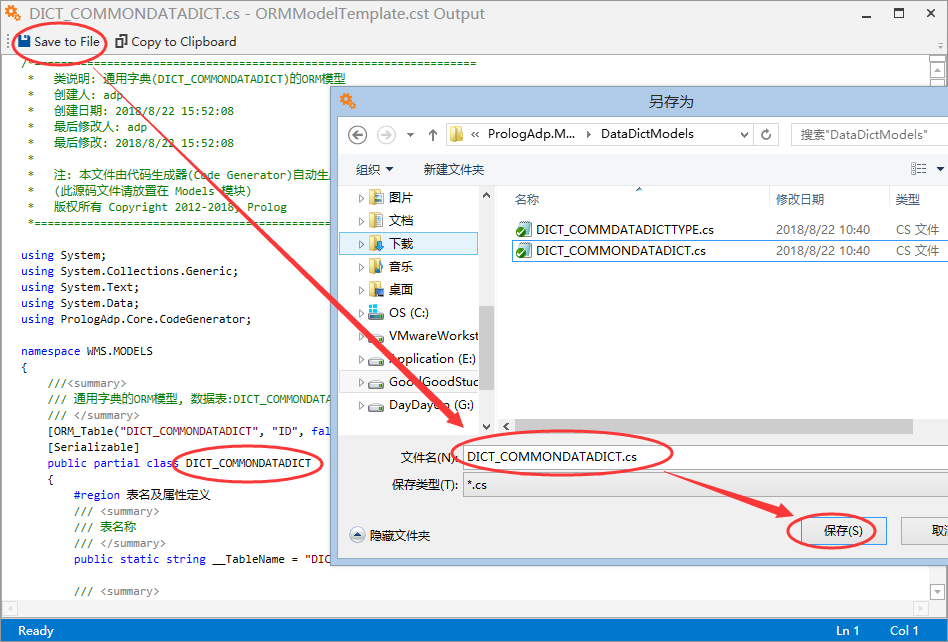 DICT_COMMONDATADICT.cs - ORMModelTemplate.cst Output
Save to File
Copy to Clipboard
/*==================================================================
* 类说明: 通用字典(DICT_COMMONDATADICT)的ORM模型
* 创建人: adp
* 创建日期: 2018/8/22 15:52:08
* 最后修改人: adp
* 最后修改: 2018/8/22 15:52:08
*
* 注: 本文件由代码生成器(Code Generator)自动生
* (此源码文件请放置在 Models 模块)
* 版权所有 Copyright 2012-2018, Prolog
*==========================================
using System;
using System.Collections.Generic;
using System.Text;
using System.Data;
using PrologAdp.Core.CodeGenerator;
namespace WMS.MODELS
{
///<summary>
/// 通用字典的ORM模型, 数据表:DICT_COMMONDATA
/// </summary>
[ORM_Table("DICT_COMMONDATADICT", "ID", fal
[Serializable]
public partial class DICT_COMMONDATADICT
{
#region 表名及属性定义
/// <summary>
/// 表名称
/// </summary>
public static string __TableName = "DIC
/// <summary>
另存为
« PrologAdp.M... › DataDictModels
搜索"DataDictModels"
组织
新建文件夹
图片
文档
下载
音乐
桌面
OS (C:)
VMwareWorkst
Application (E:)
GoodGoodStuc
DayDayUp (G:)
名称
修改日期
类型
DICT_COMMDATADICTTYPE.cs
2018/8/22 10:40
CS 文件
DICT_COMMONDATADICT.cs
2018/8/22 10:40
CS 文件
文件名(N):
DICT_COMMONDATADICT.cs
保存类型(T):
*.cs
隐藏文件夹
保存(S)
取消
Ready
Ln 1
Col 1